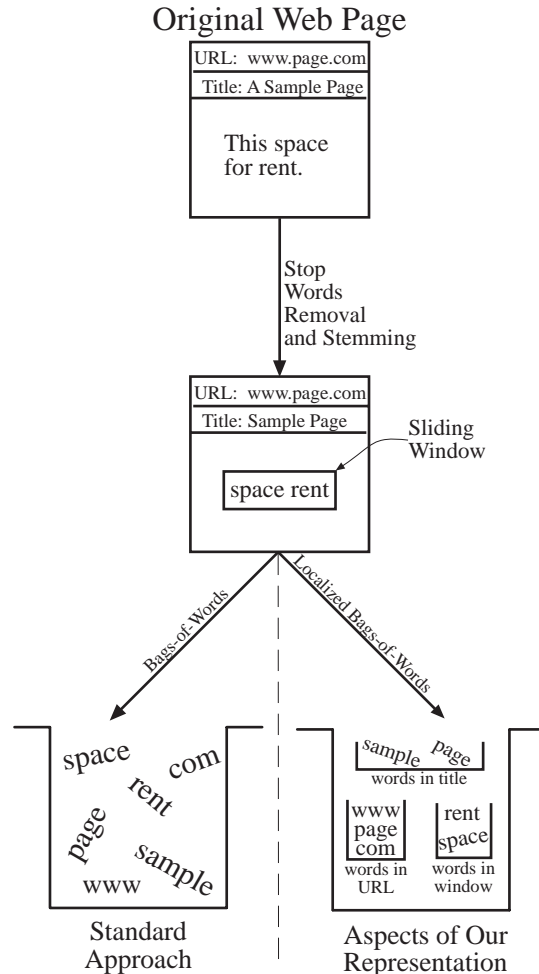 Original Web Page
URL: www.page.com
Title: A Sample Page
This space
for rent.
Stop
Words
Removal
and Stemming
URL: www.page.com
Title: Sample Page
Sliding
Window
space rent
Bags-of-Words
Localized Bags-of-Words
space
com
rent
page
sample
www
Standard
Approach
sample page
words in title
www
page
com
words in
URL
rent
space
words in
window
Aspects of Our
Representation